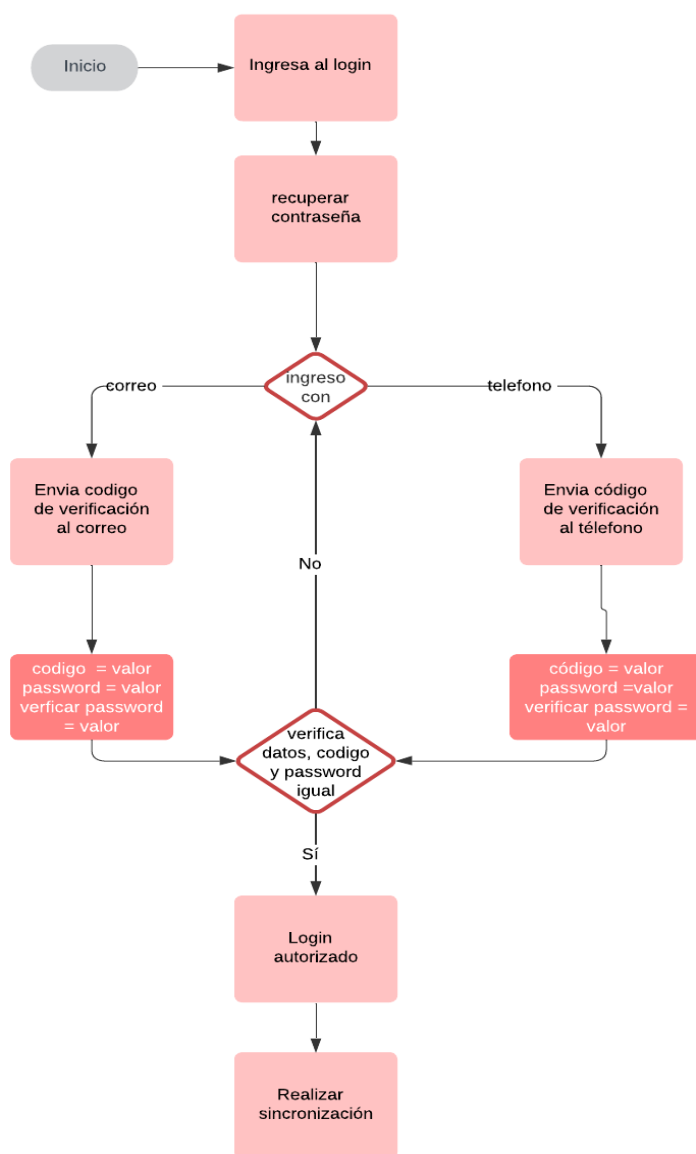 Inicio
Ingresa al login
recuperar
contraseña
ingreso
con
correo
telefono
Envia codigo
de verificación
al correo
Envia código
de verificación
al télefono
No
codigo  = valor
password = valor
verficar password
= valor
código = valor
password =valor
verificar password =
valor
verifica
datos, codigo
y password
igual
Sí
Login
autorizado
Realizar
sincronización